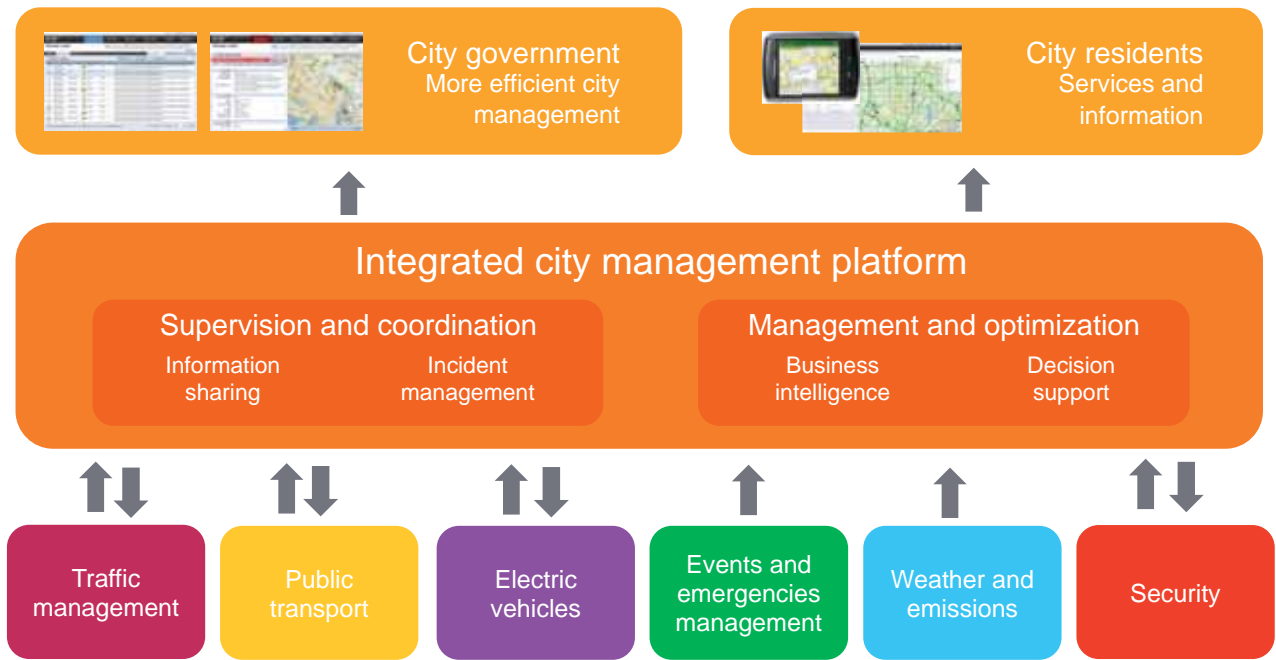 City government
More efficient city
management
City residents
Services and
information
Integrated city management platform
Supervision and coordination
Information
sharing
Incident
management
Management and optimization
Business
intelligence
Decision
support
Traffic
management
Public
transport
Electric
vehicles
Events and
emergencies
management
Weather and
emissions
Security